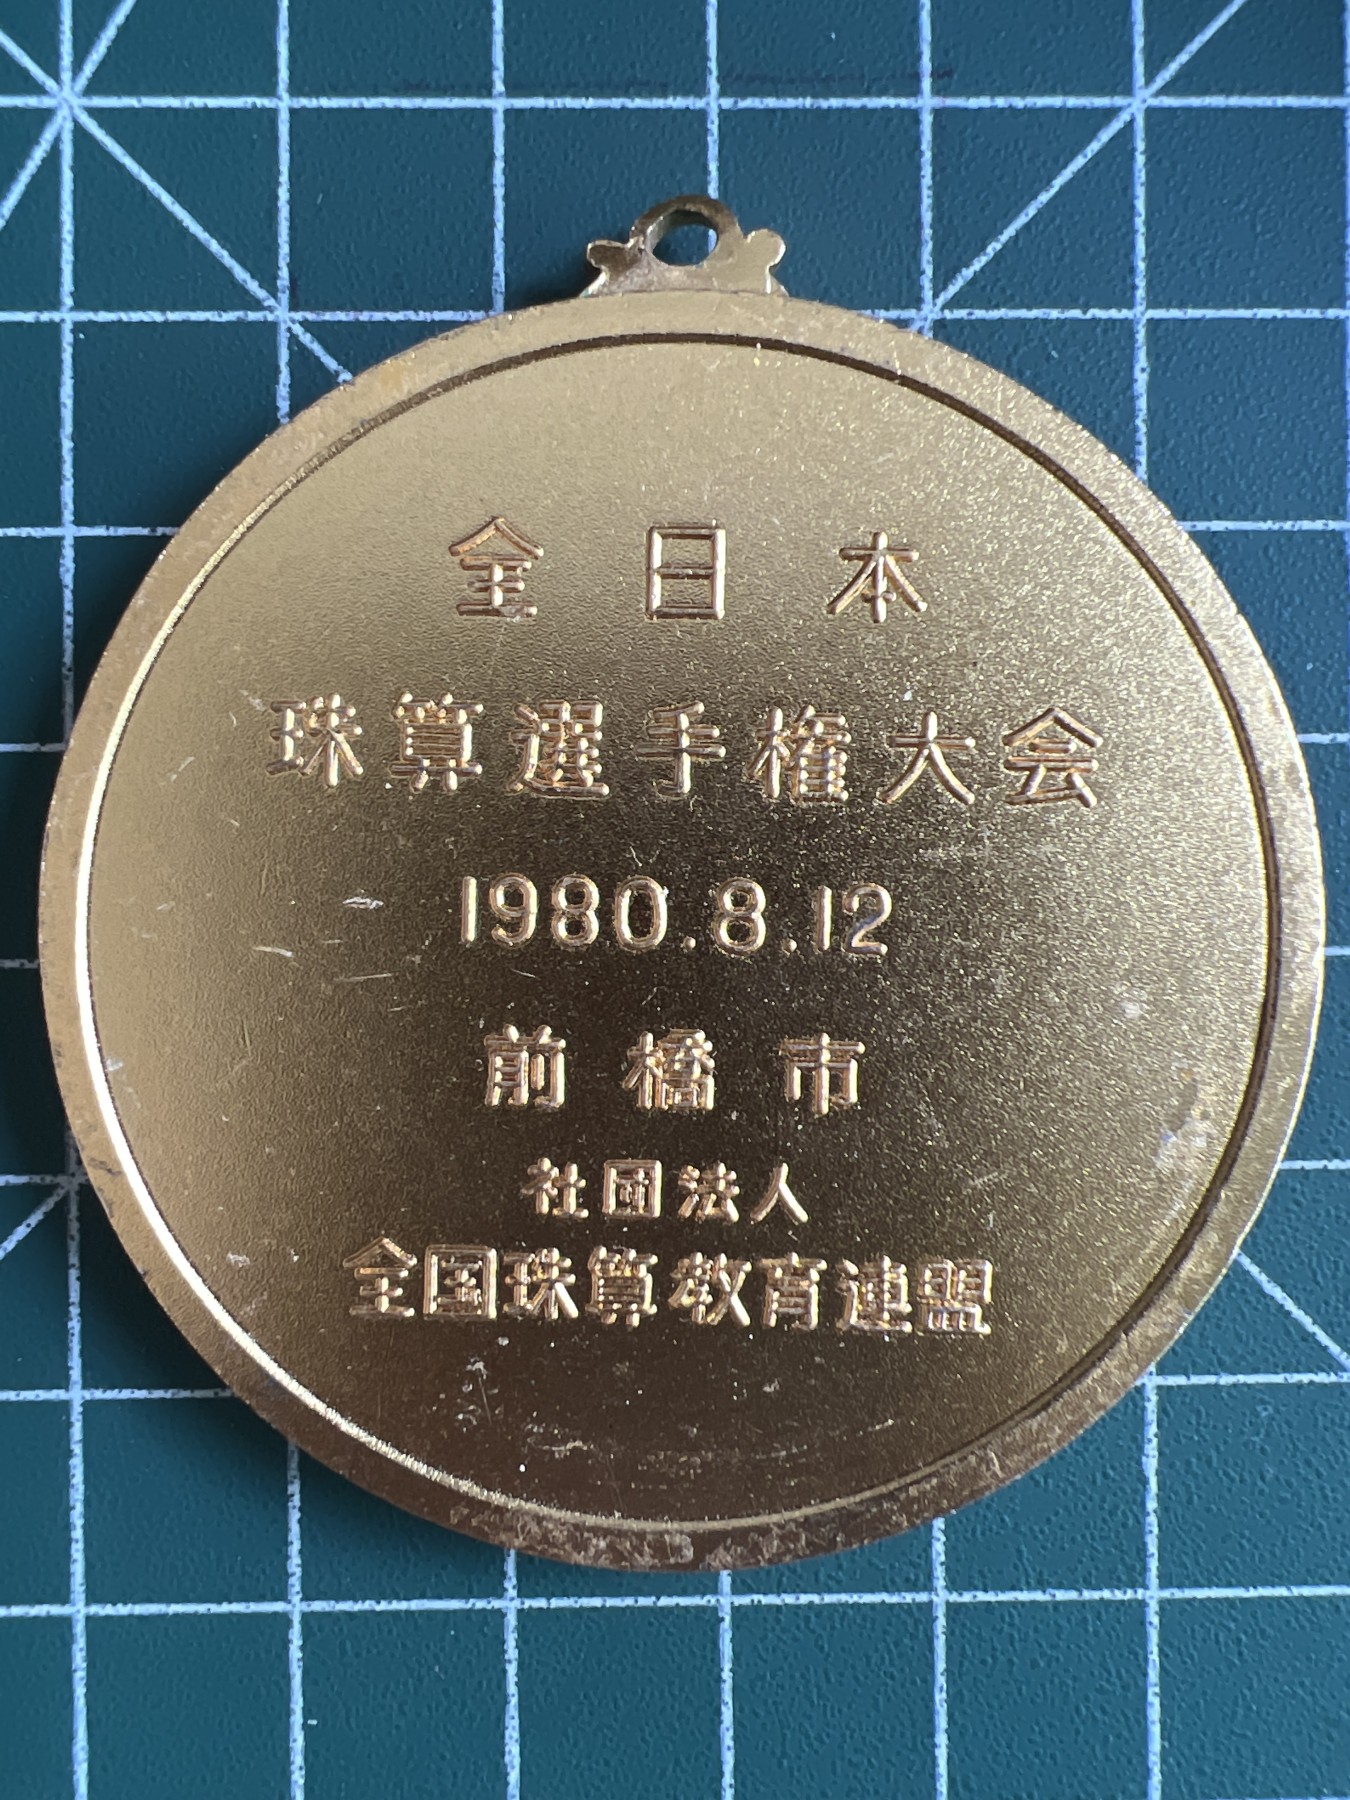 全日本
珠算選手権大会
1980.8.12
前橋市
社団法人
全国珠算教育連盟